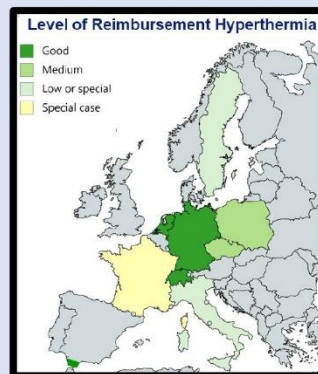 Level of Reimbursement Hyperthermia
Good
Medium
Low or special
Special case